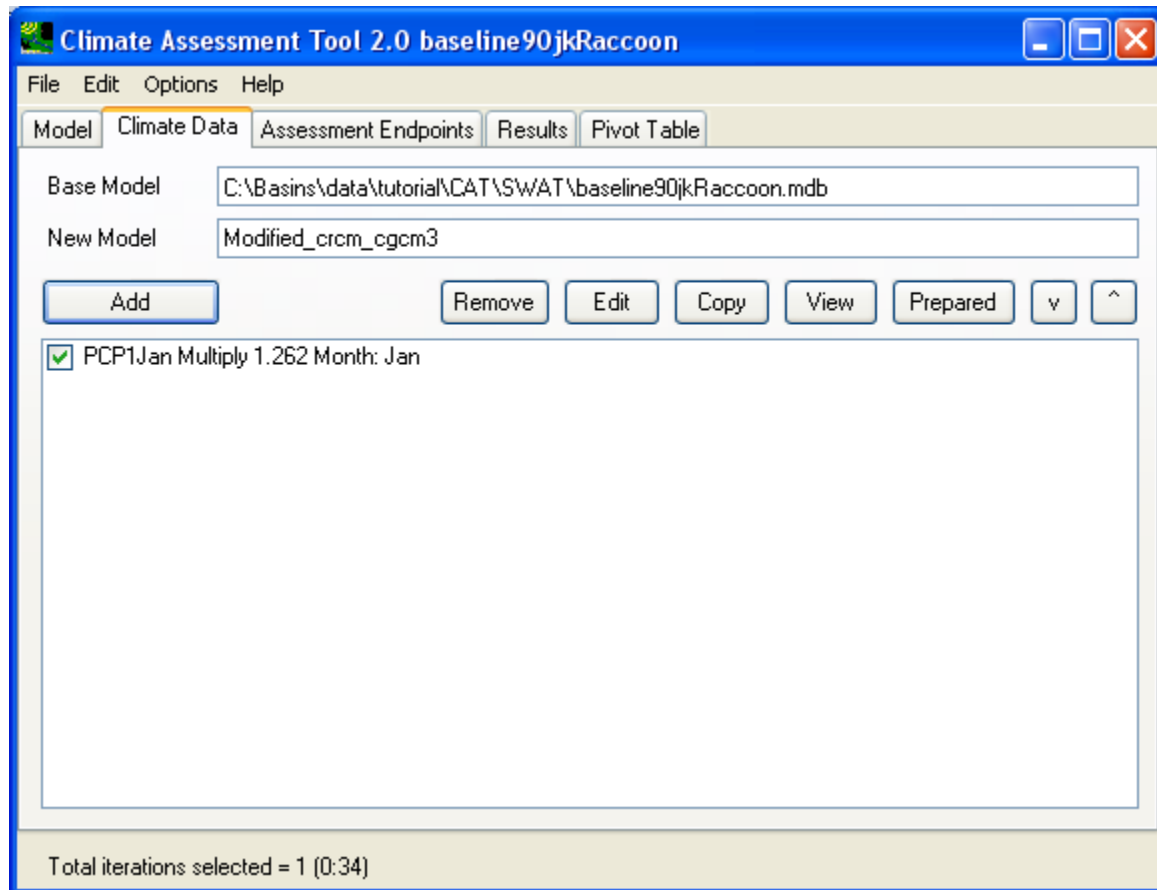 Climate Assessment Tool 2.0 baseline90jkRaccoon
File Edit Options Help
Model Climate Data Assessment Endpoints Results Pivot Table
Base Model C:\Basins\data\tutorial\CAT\SWAT\baseline90jkRaccoon.mdb
New Model Modified_crcm_cgcm3
Add Remove Edit Copy View Prepared v ^
PCP1Jan Multiply 1.262 Month: Jan
Total iterations selected = 1 (0:34)